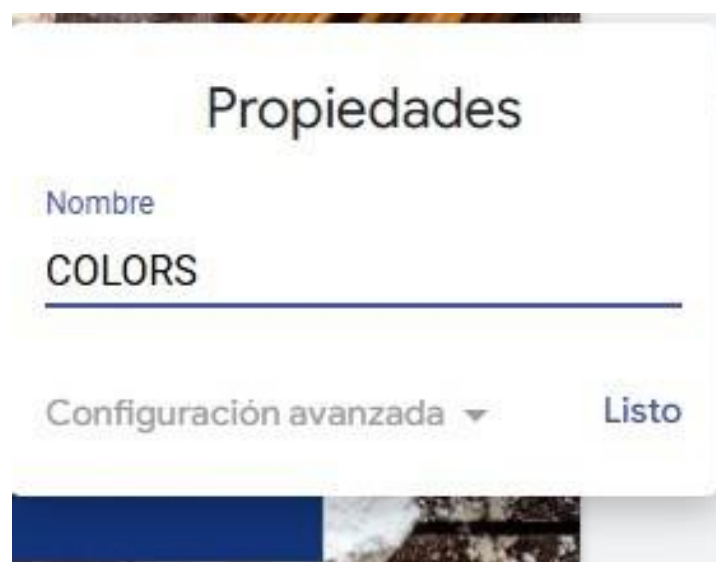 Propiedades
Nombre
COLORS
Configuración avanzada
Listo